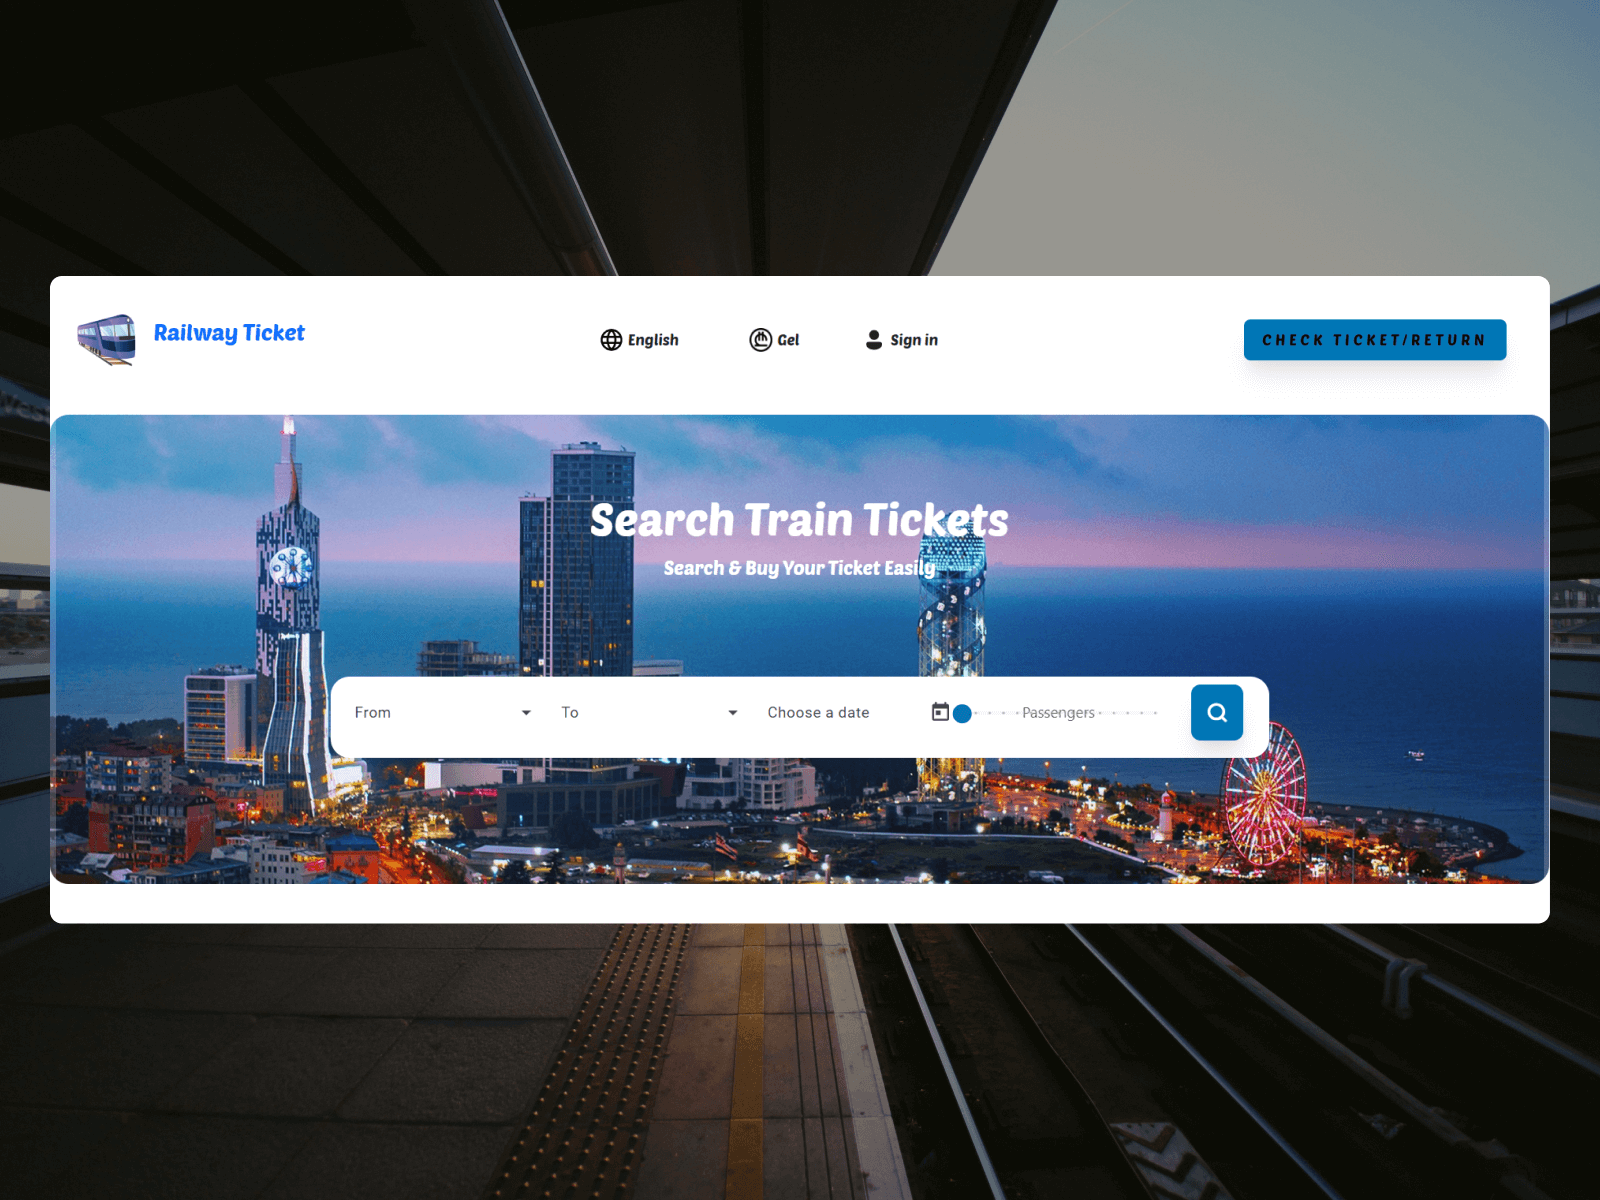 Railway Ticket
English
Gel
Sign in
CHECK TICKET/RETURN
Search Train Tickets
Search & Buy Your Ticket Easily
From
To
Choose a date
Passengers